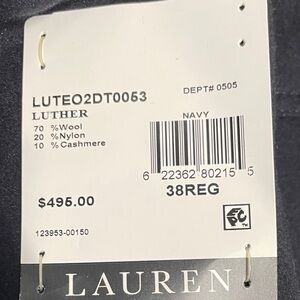 DEPT# 0505
LUTEO2DT0053
LUTHER
NAVY
70 %Wool
20 %Nylon
10 %Cashmere
6 22362 80215 5
38REG
$495.00
123953-00150
LAUREN